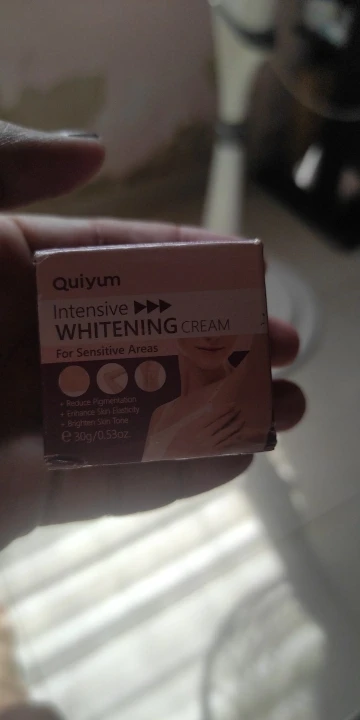 Quiyum
Intensive
WHITENING CREAM
For Sensitive Areas
+ Reduce Pigmentation
+ Enhance Skin Elasticity
+ Brighten Skin Tone
℮ 30g/0.53oz.